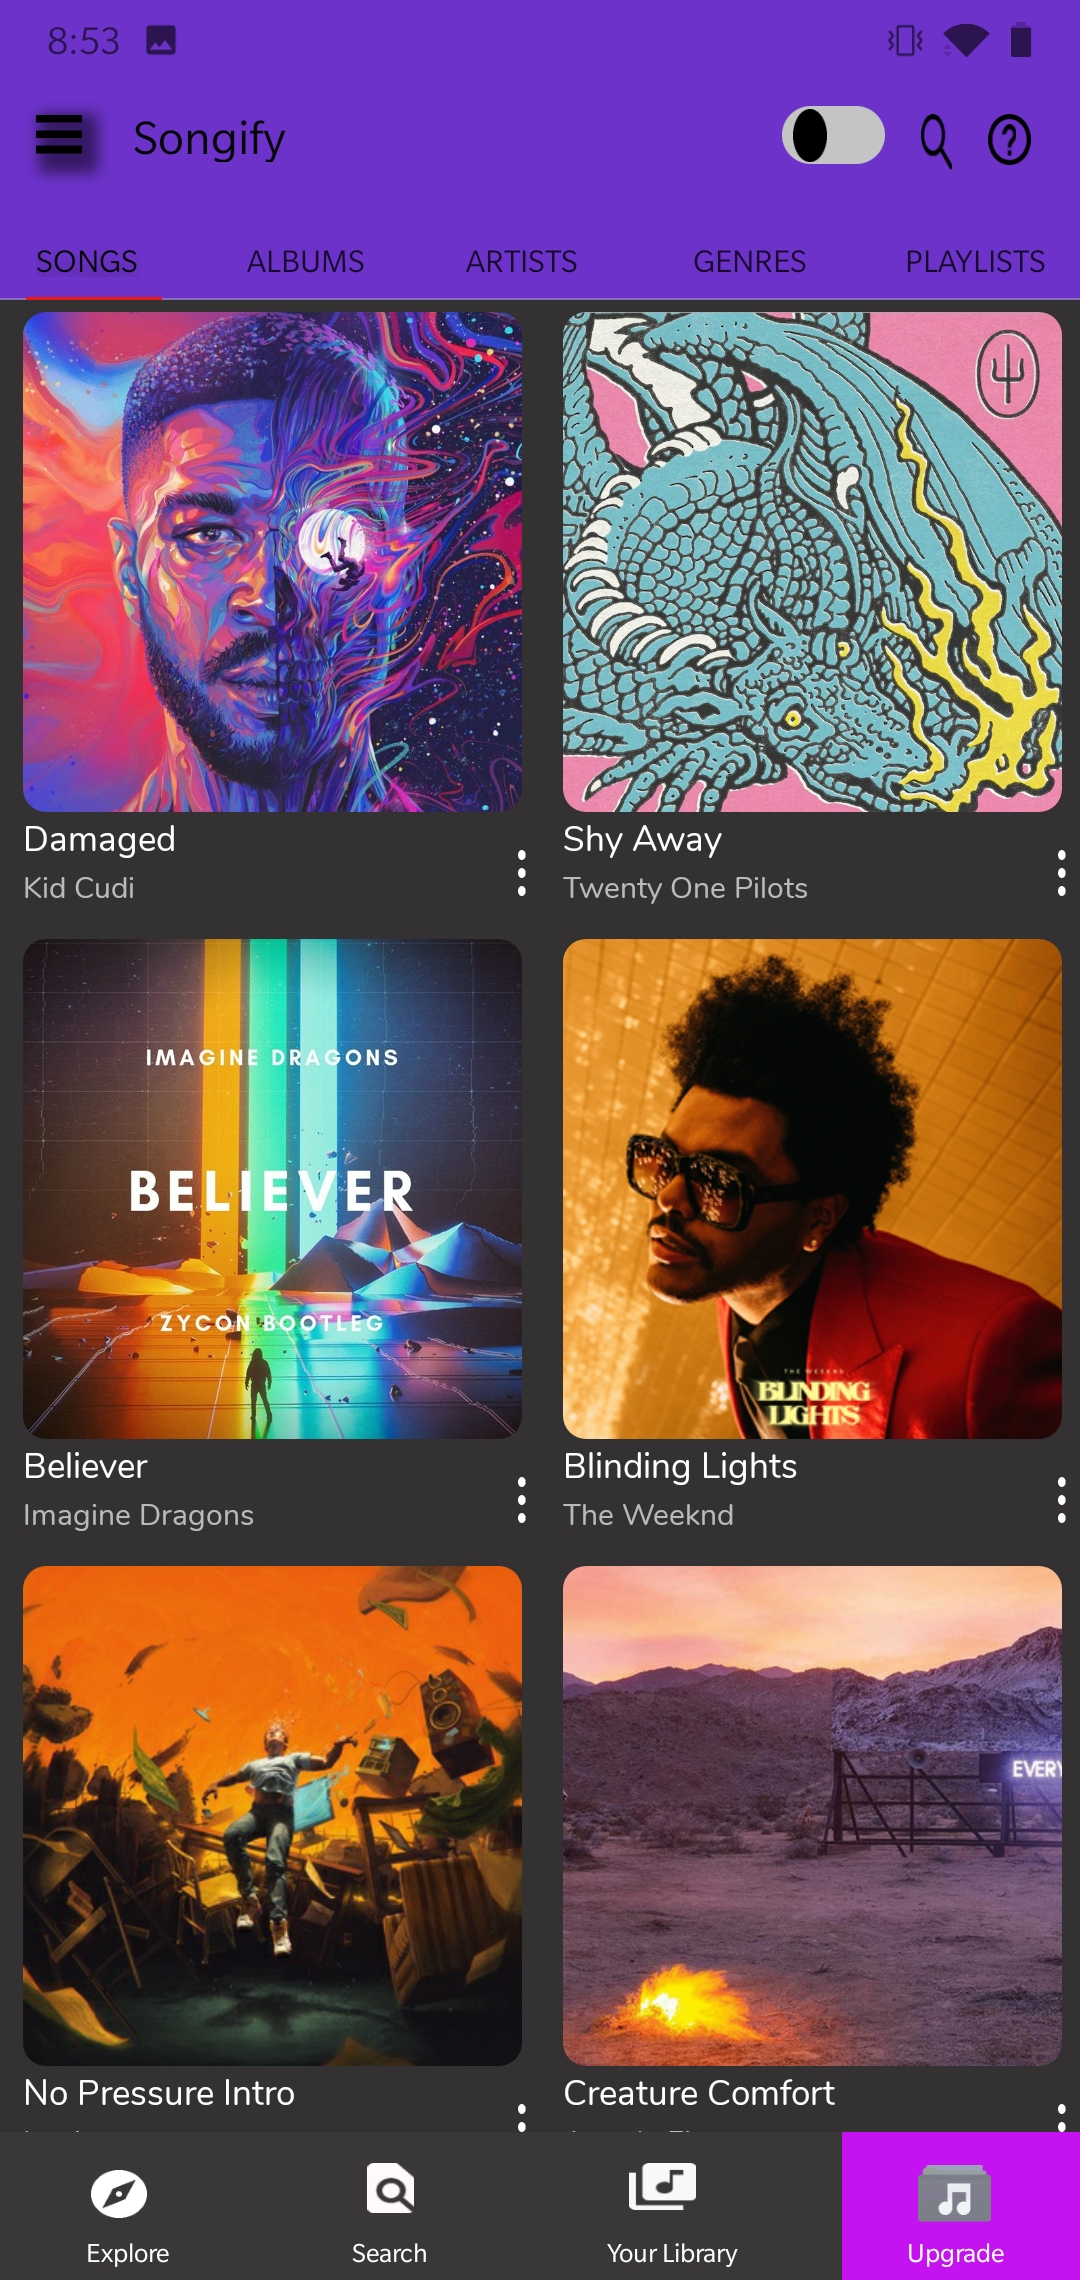 8:53
Songify
SONGS ALBUMS ARTISTS GENRES PLAYLISTS
Damaged
Kid Cudi
Shy Away
Twenty One Pilots
IMAGINE DRAGONS
BELIEVER
ZYCON BOOTLEG
THE WEEKND
BLINDING
LIGHTS
Believer
Imagine Dragons
Blinding Lights
The Weeknd
EVERY
No Pressure Intro
Creature Comfort
Explore
Search
Your Library
Upgrade